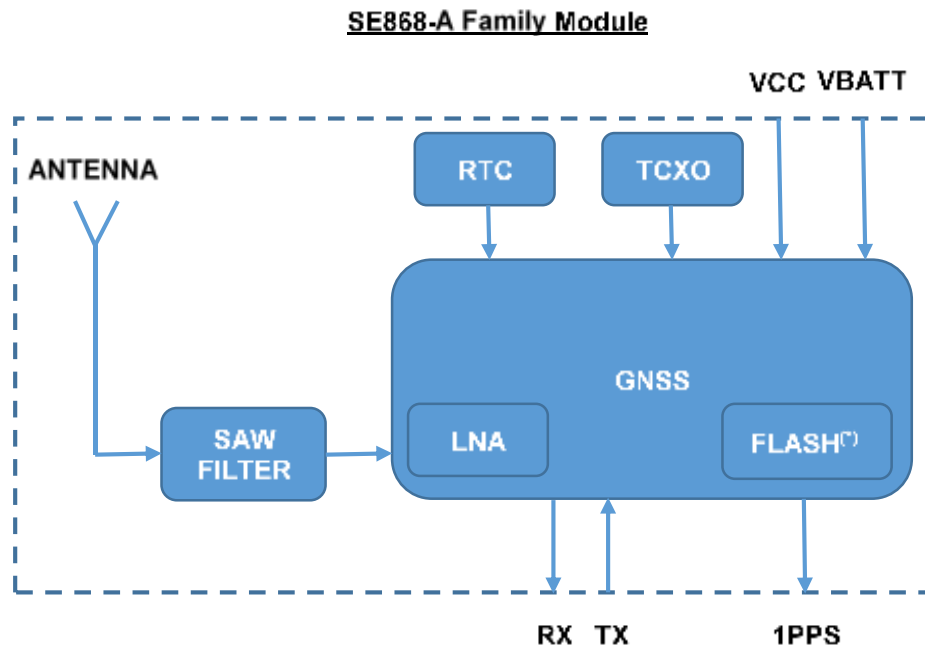 SE868-A Family Module
VCC VBATT
ANTENNA
RTC
TCXO
GNSS
SAW
FILTER
LNA
FLASH(*)
RX TX
1PPS